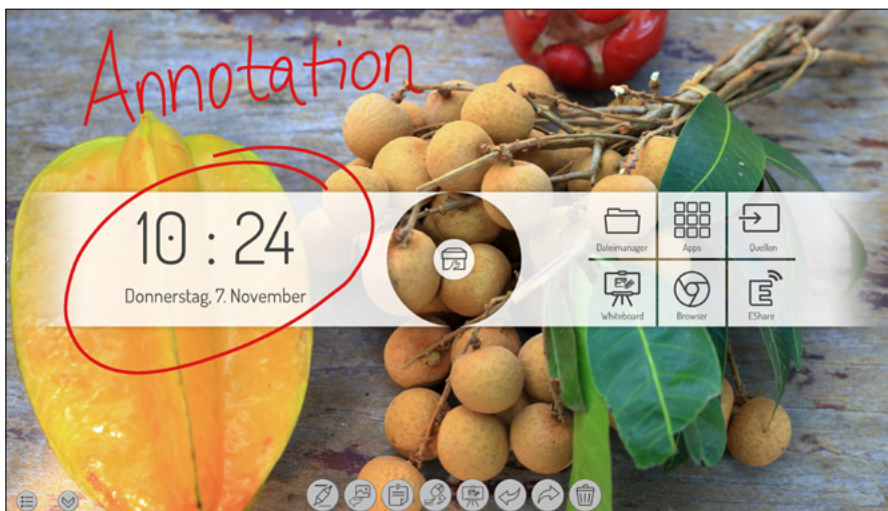 Annotation
10 : 24
Donnerstag, 7. November
Dateimanager
Apps
Quellen
Whiteboard
Browser
EShare